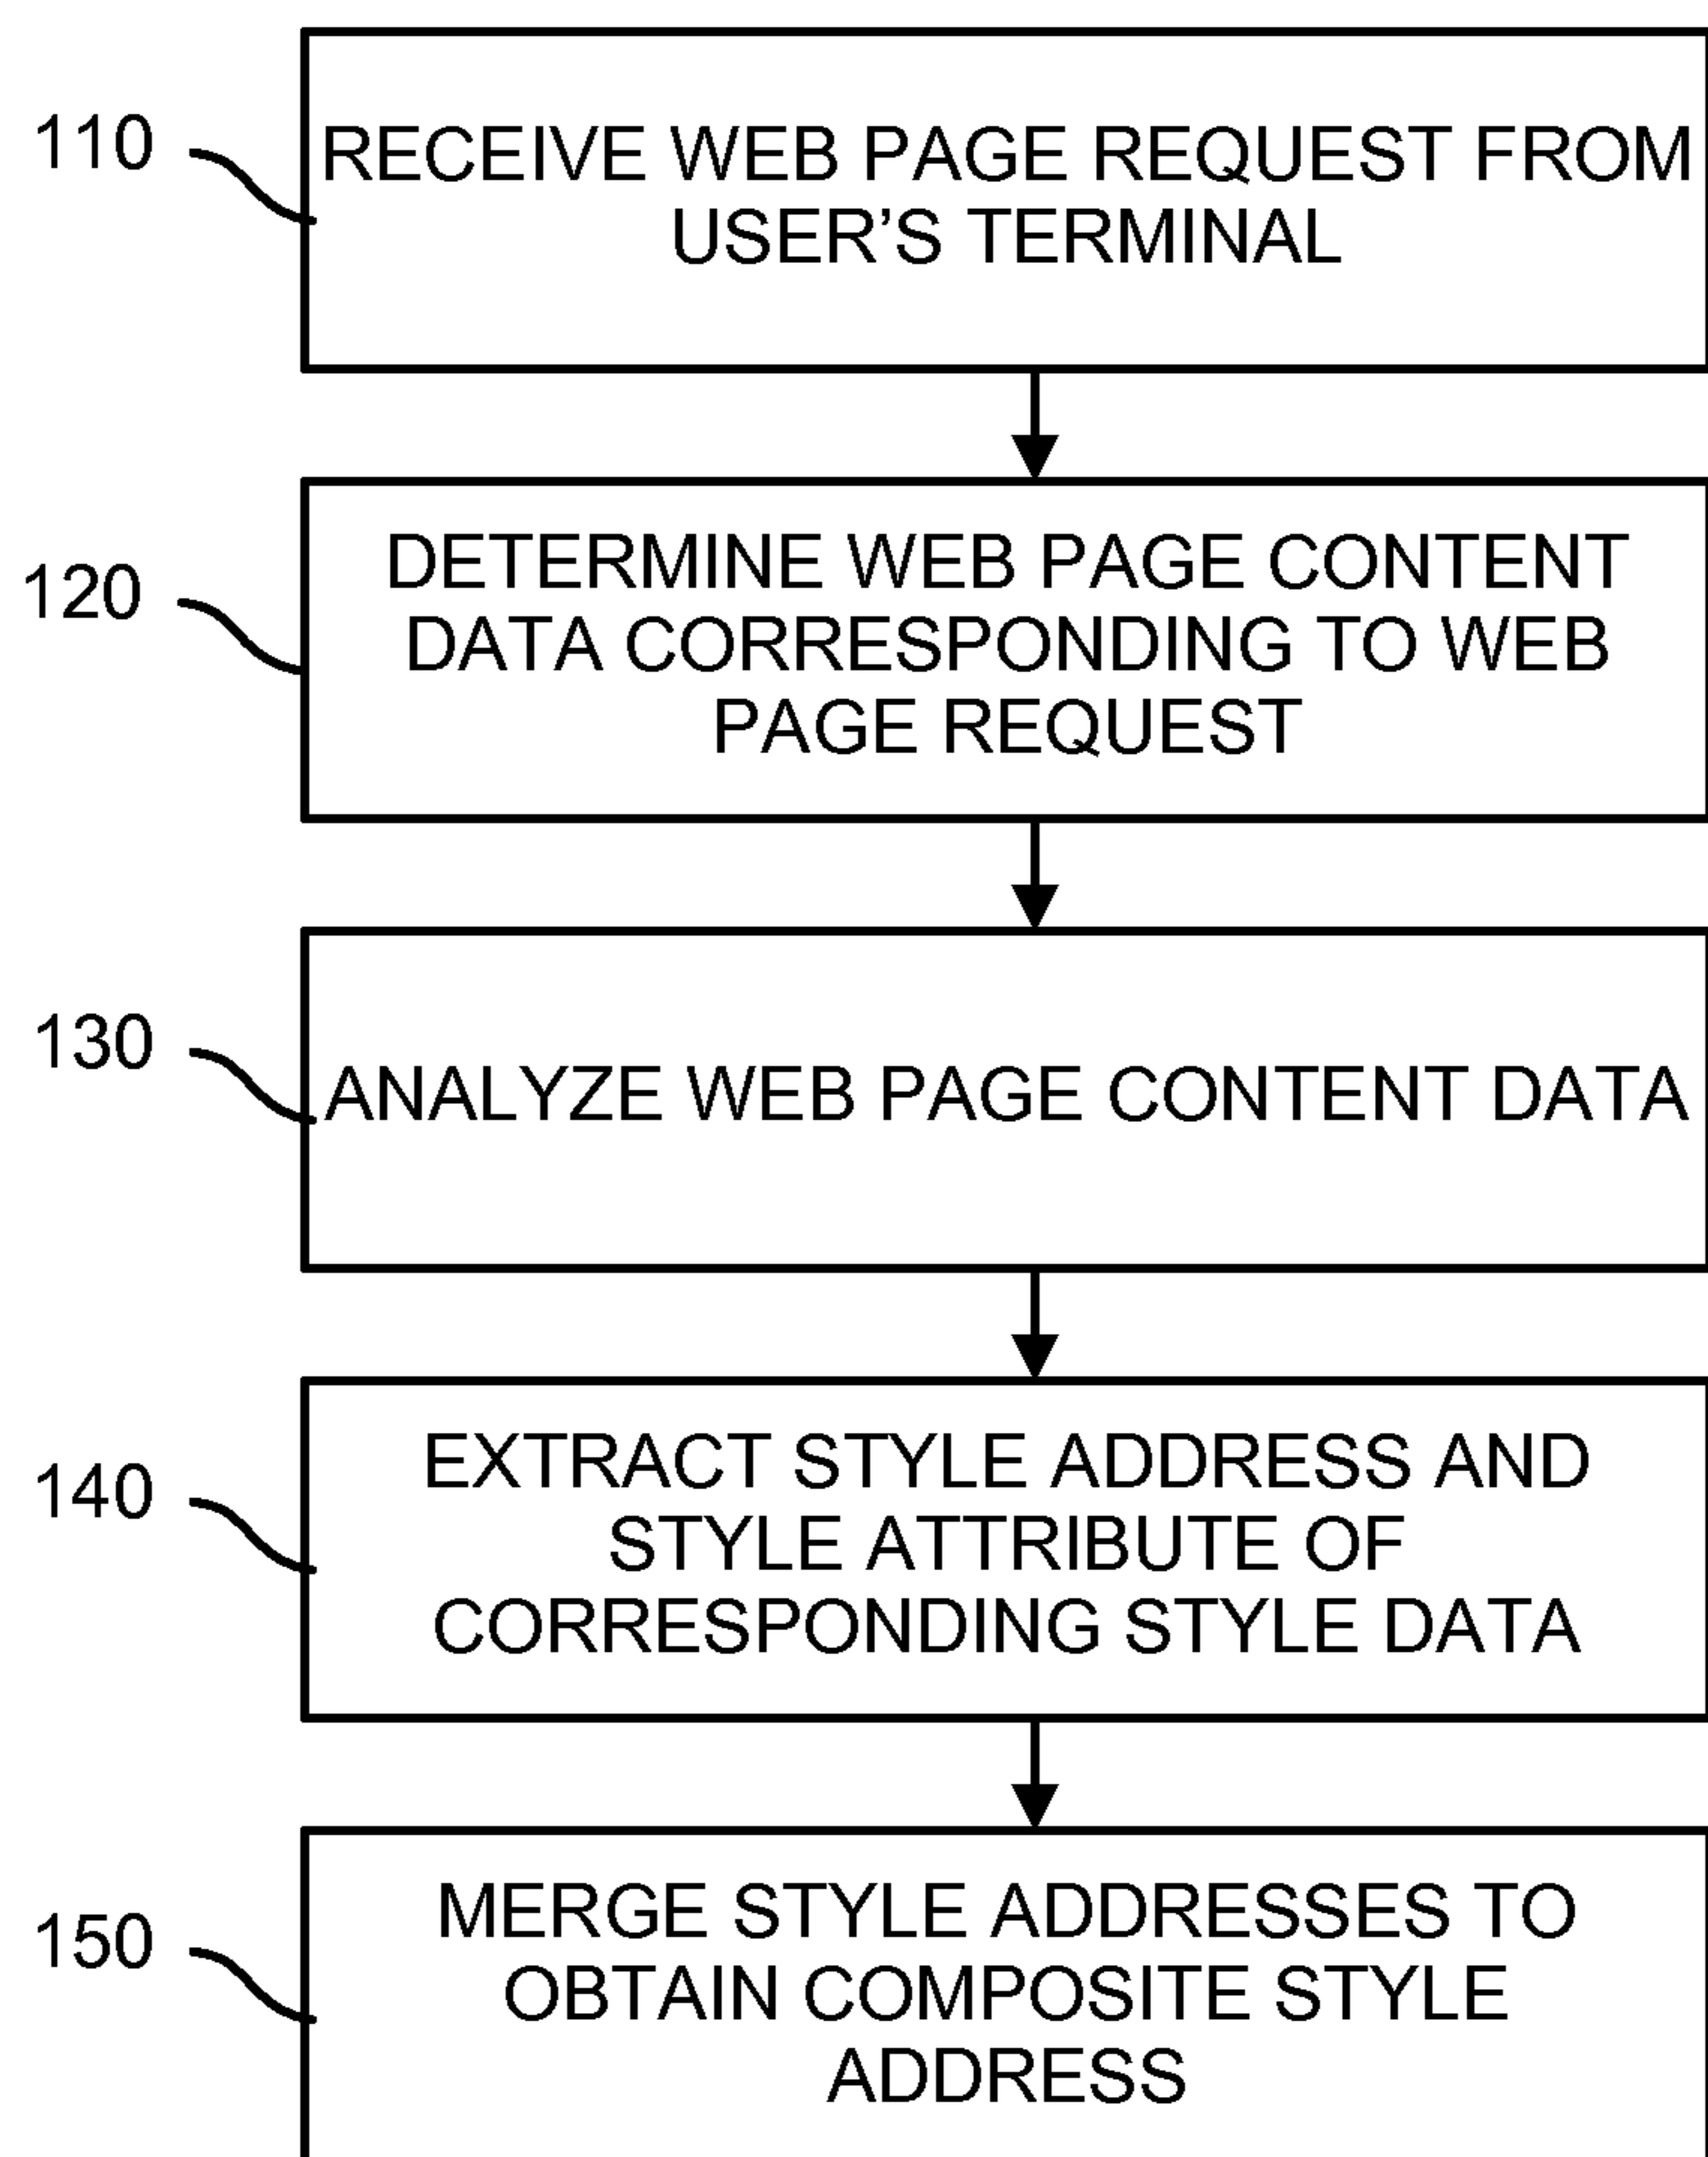 110
RECEIVE WEB PAGE REQUEST FROM
USER’S TERMINAL
120
DETERMINE WEB PAGE CONTENT
DATA CORRESPONDING TO WEB
PAGE REQUEST
130
ANALYZE WEB PAGE CONTENT DATA
140
EXTRACT STYLE ADDRESS AND
STYLE ATTRIBUTE OF
CORRESPONDING STYLE DATA
150
MERGE STYLE ADDRESSES TO
OBTAIN COMPOSITE STYLE
ADDRESS